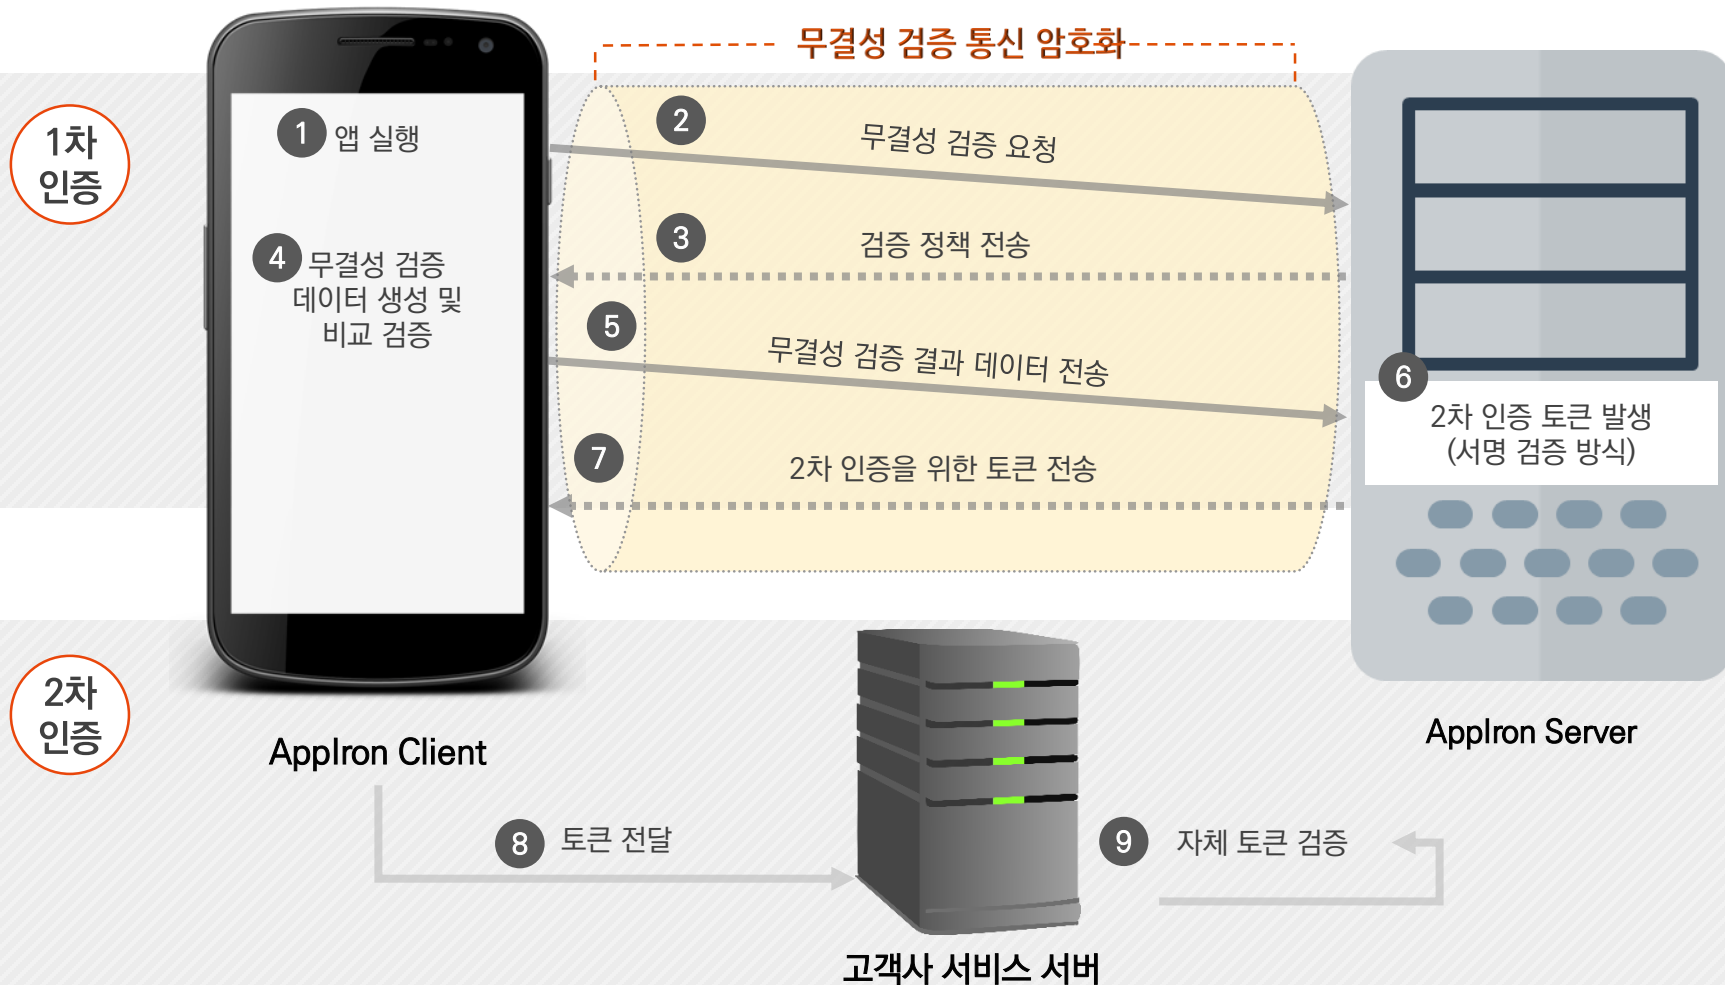 무결성 검증 통신 암호화
1차
인증
1 앱 실행
2 무결성 검증 요청
3 검증 정책 전송
4 무결성 검증
데이터 생성 및
비교 검증
5 무결성 검증 결과 데이터 전송
6
2차 인증 토큰 발생
(서명 검증 방식)
7 2차 인증을 위한 토큰 전송
2차
인증
AppIron Client
AppIron Server
8 토큰 전달
9 자체 토큰 검증
고객사 서비스 서버